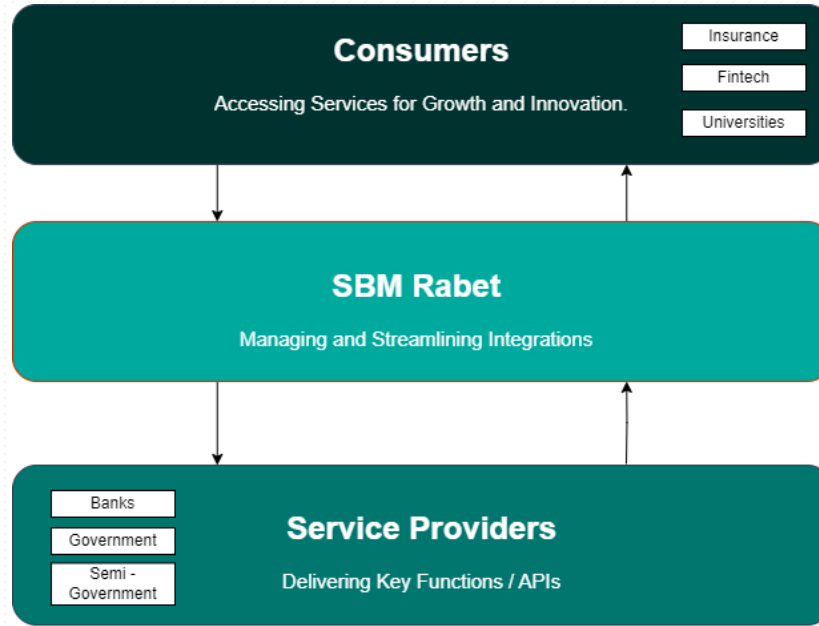 Consumers
Accessing Services for Growth and Innovation.
Insurance
Fintech
Universities
SBM Rabet
Managing and Streamlining Integrations
Banks
Government
Semi -
Government
Service Providers
Delivering Key Functions / APIs